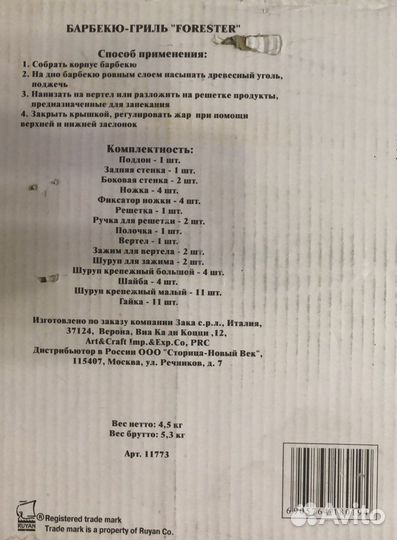 БАРБЕКЮ-ГРИЛЬ "FORESTER"
Способ применения:
1. Собрать корпус барбекю
2. На дно барбекю ровным слоем насыпать древесный уголь,
поджечь
3. Нанизать на вертел или разложить на решетке продукты,
предназначенные для запекания
4. Закрыть крышкой, регулировать жар при помощи
верхней и нижней заслонок
Комплектность:
Поддон - 1 шт.
Задняя стенка - 1 шт.
Боковая стенка - 2 шт.
Ножка - 4 шт.
Фиксатор ножки - 4 шт.
Решетка - 1 шт.
Ручка для решетки - 2 шт.
Полочка - 1 шт.
Вертел - 1 шт.
Зажим для вертела - 2 шт.
Шуруп для зажима - 2 шт.
Шуруп крепежный большой - 4 шт.
Шайба - 4 шт.
Шуруп крепежный малый - 11 шт.
Гайка - 11 шт.
Изготовлено по заказу компании Зака с.р.л., Италия,
37124, Верона, Виа Ка ди Коцци ,12,
Art&Craft Imp.&Exp.Co, PRC
Дистрибьютор в России ООО "Сторица-Новый Век",
115407, Москва, ул. Речников, д. 7
Вес нетто: 4,5 кг
Вес брутто: 5,3 кг
Арт. 11773
RUYAN
® Registered trade mark
Trade mark is a property of Ruyan Co.
Avito